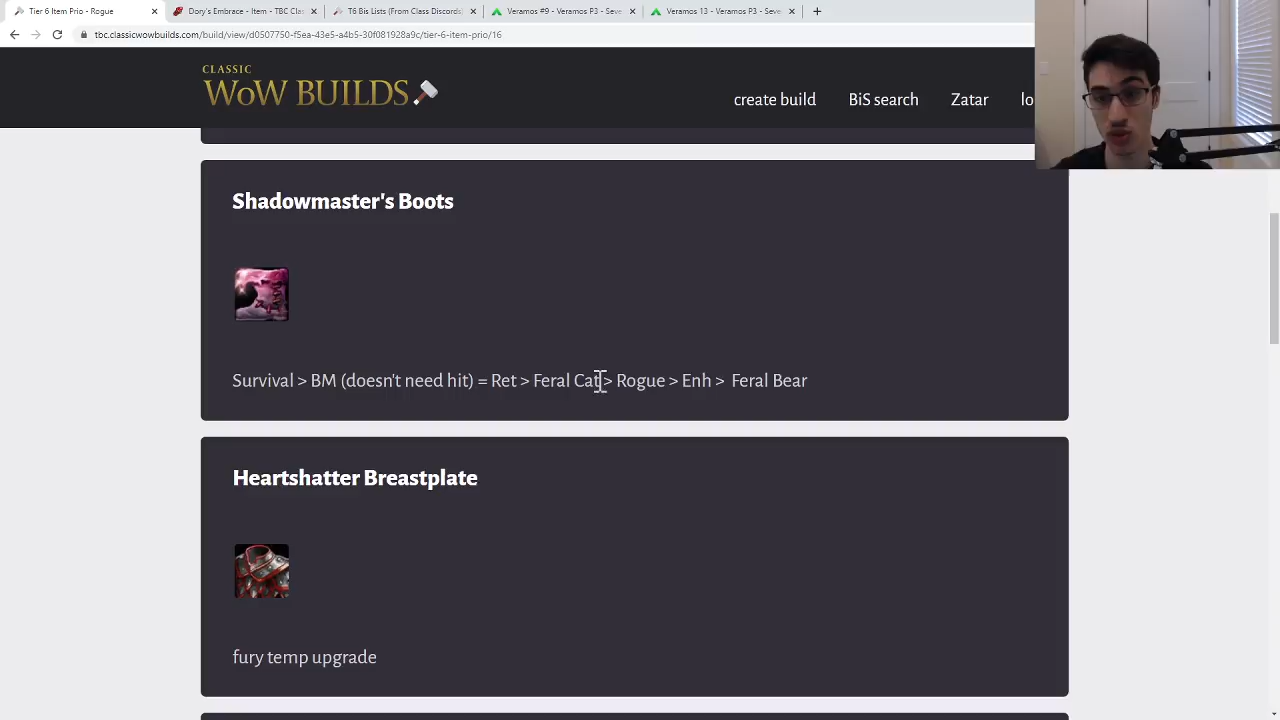 Tier 6 Item Prio - Rogue
Dory's Embrace - Item - TBC Clas
T6 Bis Lists (From Class Discords)
Veramos #9 - Veramos P3 - Seve
Veramos 13 - Veramos P3 - Seve
tbc.classicwowbuilds.com/build/view/d0507750-f5ea-43e5-a4b5-30f081928a9c/tier-6-item-prio/16
CLASSIC
WoW BUILDS
create build
BiS search
Zatar
lo
Shadowmaster's Boots
Survival > BM (doesn't need hit) = Ret > Feral Cat > Rogue > Enh > Feral Bear
Heartshatter Breastplate
fury temp upgrade